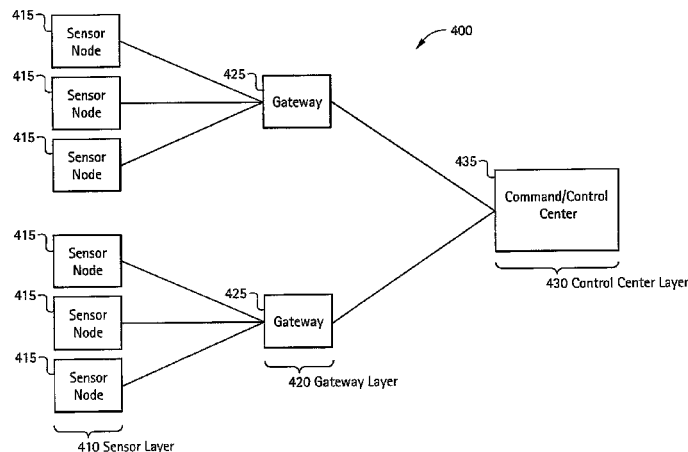 400
415
Sensor
Node
415
Sensor
Node
415
Sensor
Node
425
Gateway
435
Command/Control
Center
430 Control Center Layer
415
Sensor
Node
415
Sensor
Node
415
Sensor
Node
425
Gateway
420 Gateway Layer
410 Sensor Layer